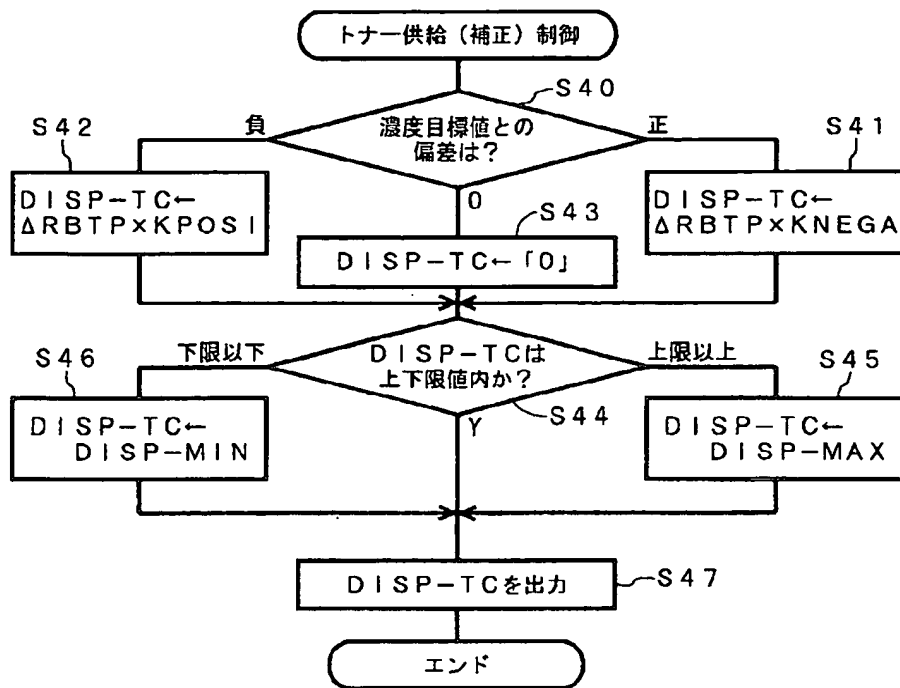 トナー供給（補正）制御
S40
濃度目標値との
偏差は？
負
正
0
S42
DISP-TC←
ΔRBTP×KPOSI
S41
DISP-TC←
ΔRBTP×KNEGA
S43
DISP-TC←「0」
DISP-TCは
上下限値内か？
下限以下
上限以上
S44
Y
S46
DISP-TC←
DISP-MIN
S45
DISP-TC←
DISP-MAX
DISP-TCを出力
S47
エンド